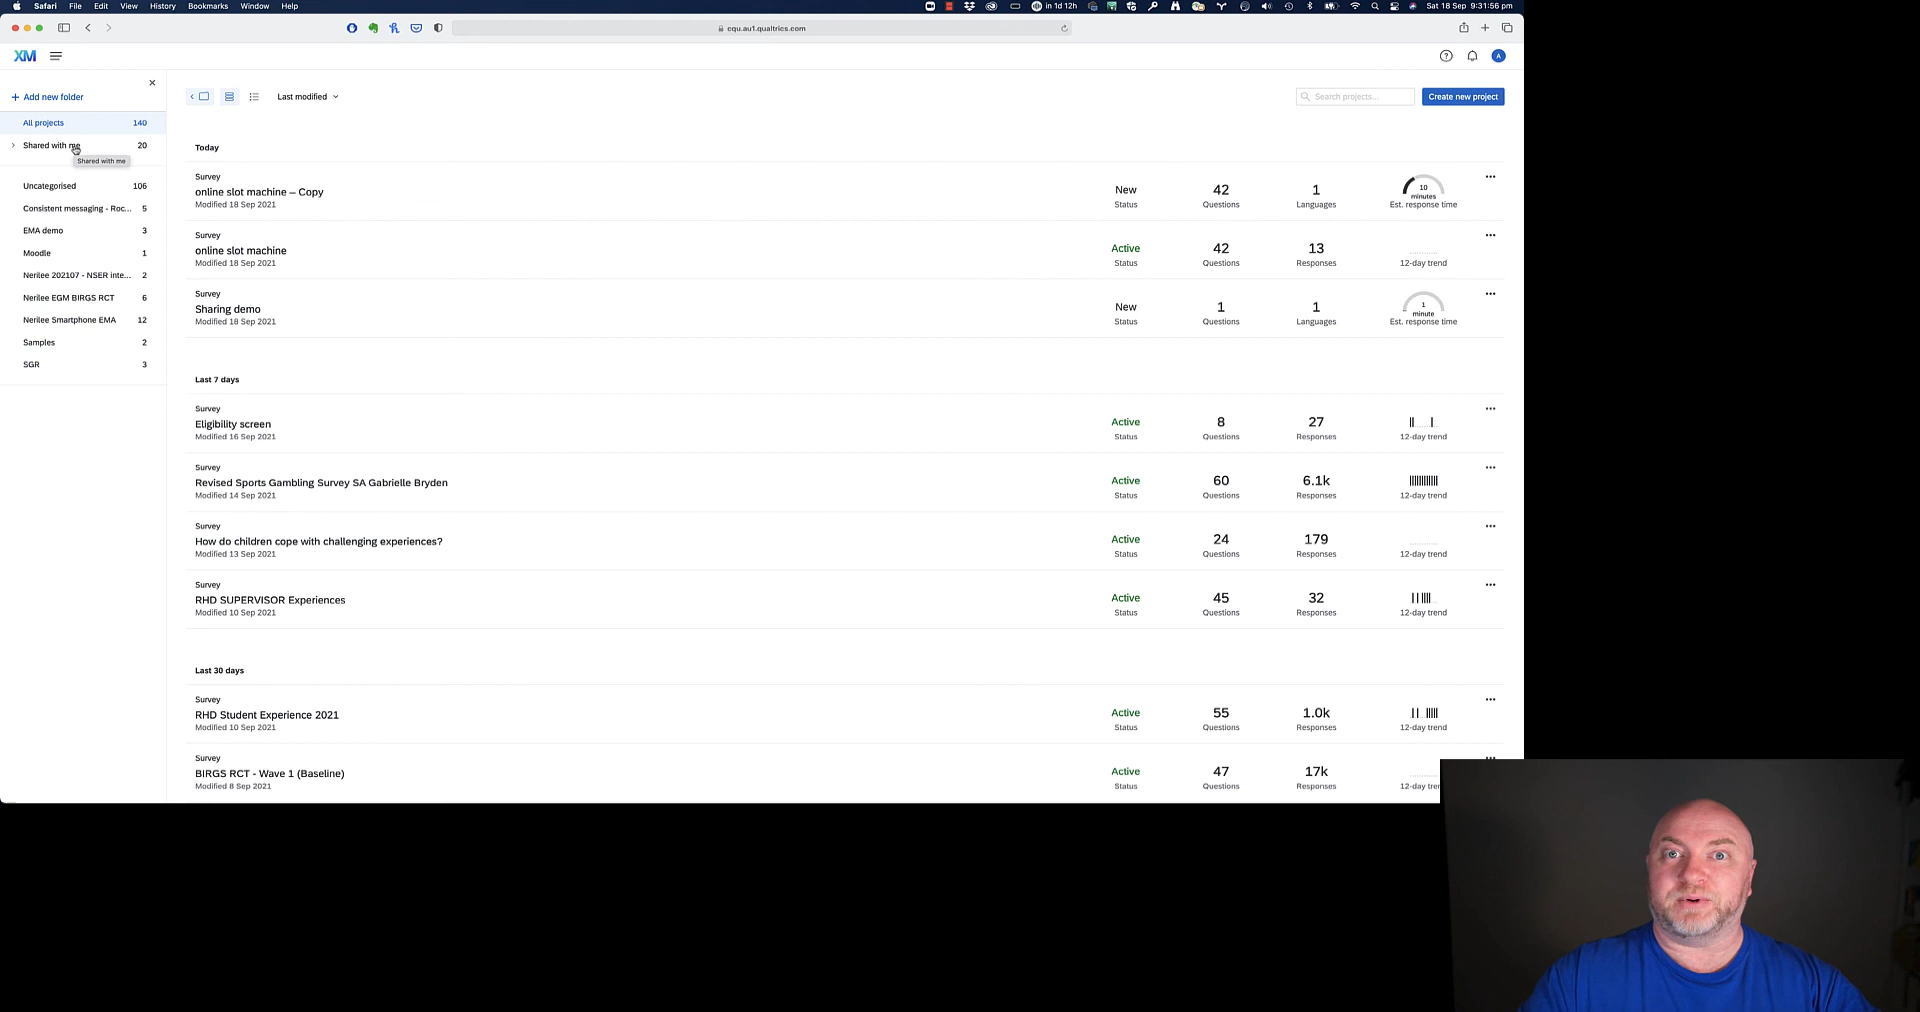 Safari File Edit View History Bookmarks Window Help
in 1d 12h
Sat 18 Sep 9:31:56 pm
cqu.au1.qualtrics.com
XM
A
Add new folder
All projects 140
Shared with me 20
Shared with me
Uncategorised 106
Consistent messaging - Roc... 5
EMA demo 3
Moodle 1
Nerilee 202107 - NSER inte... 2
Nerilee EGM BIRGS RCT 6
Nerilee Smartphone EMA 12
Samples 2
SGR 3
Last modified
Search projects...
Create new project
Today
Survey
online slot machine – Copy
Modified 18 Sep 2021
New 42 1 10 minutes
Status Questions Languages Est. response time
Survey
online slot machine
Modified 18 Sep 2021
Active 42 13
Status Questions Responses 12-day trend
Survey
Sharing demo
Modified 18 Sep 2021
New 1 1 1 minute
Status Questions Languages Est. response time
Last 7 days
Survey
Eligibility screen
Modified 16 Sep 2021
Active 8 27
Status Questions Responses 12-day trend
Survey
Revised Sports Gambling Survey SA Gabrielle Bryden
Modified 14 Sep 2021
Active 60 6.1k
Status Questions Responses 12-day trend
Survey
How do children cope with challenging experiences?
Modified 13 Sep 2021
Active 24 179
Status Questions Responses 12-day trend
Survey
RHD SUPERVISOR Experiences
Modified 10 Sep 2021
Active 45 32
Status Questions Responses 12-day trend
Last 30 days
Survey
RHD Student Experience 2021
Modified 10 Sep 2021
Active 55 1.0k
Status Questions Responses 12-day trend
Survey
BIRGS RCT - Wave 1 (Baseline)
Modified 8 Sep 2021
Active 47 17k
Status Questions Responses 12-day tre